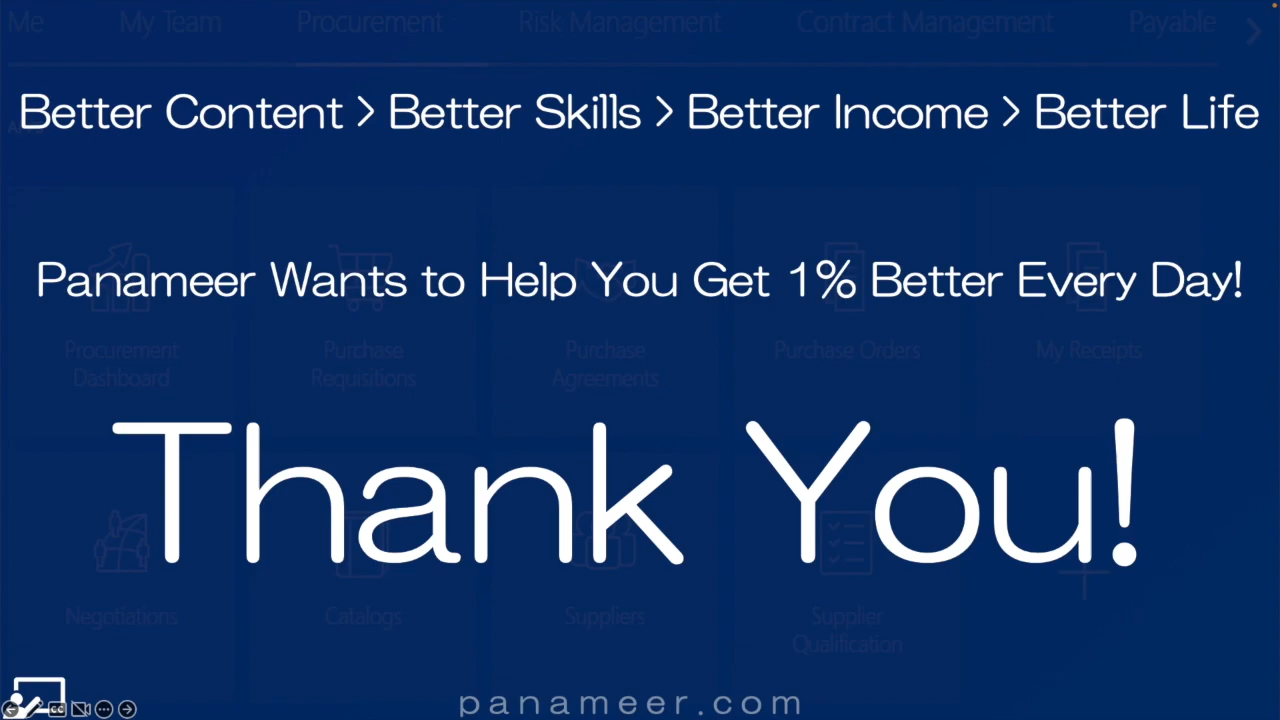 Me My Team Procurement Risk Management Contract Management Payable
Better Content > Better Skills > Better Income > Better Life
Panameer Wants to Help You Get 1% Better Every Day!
Procurement Dashboard
Purchase Requisitions
Purchase Agreements
Purchase Orders
My Receipts
Thank You!
Negotiations
Catalogs
Suppliers
Supplier Qualification
CC
panameer.com